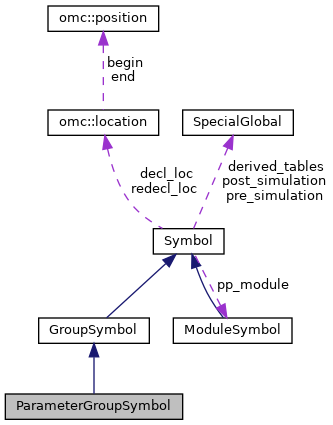 omc::position
begin
end
omc::location
SpecialGlobal
decl_loc
redecl_loc
derived_tables
post_simulation
pre_simulation
Symbol
pp_module
GroupSymbol
ModuleSymbol
ParameterGroupSymbol